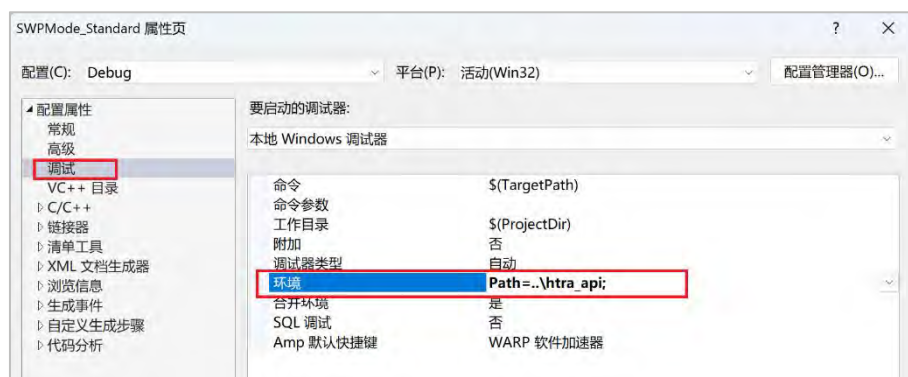 SWPMode_Standard 属性页 ? ×
配置(C): Debug 平台(P): 活动(Win32) 配置管理器(O)...
配置属性
常规
高级
调试
VC++ 目录
C/C++
链接器
清单工具
XML 文档生成器
浏览信息
生成事件
自定义生成步骤
代码分析
要启动的调试器:
本地 Windows 调试器
命令 $(TargetPath)
命令参数
工作目录 $(ProjectDir)
附加 否
调试器类型 自动
环境 Path=..\htra_api;
合并环境 是
SQL 调试 否
Amp 默认快捷键 WARP 软件加速器